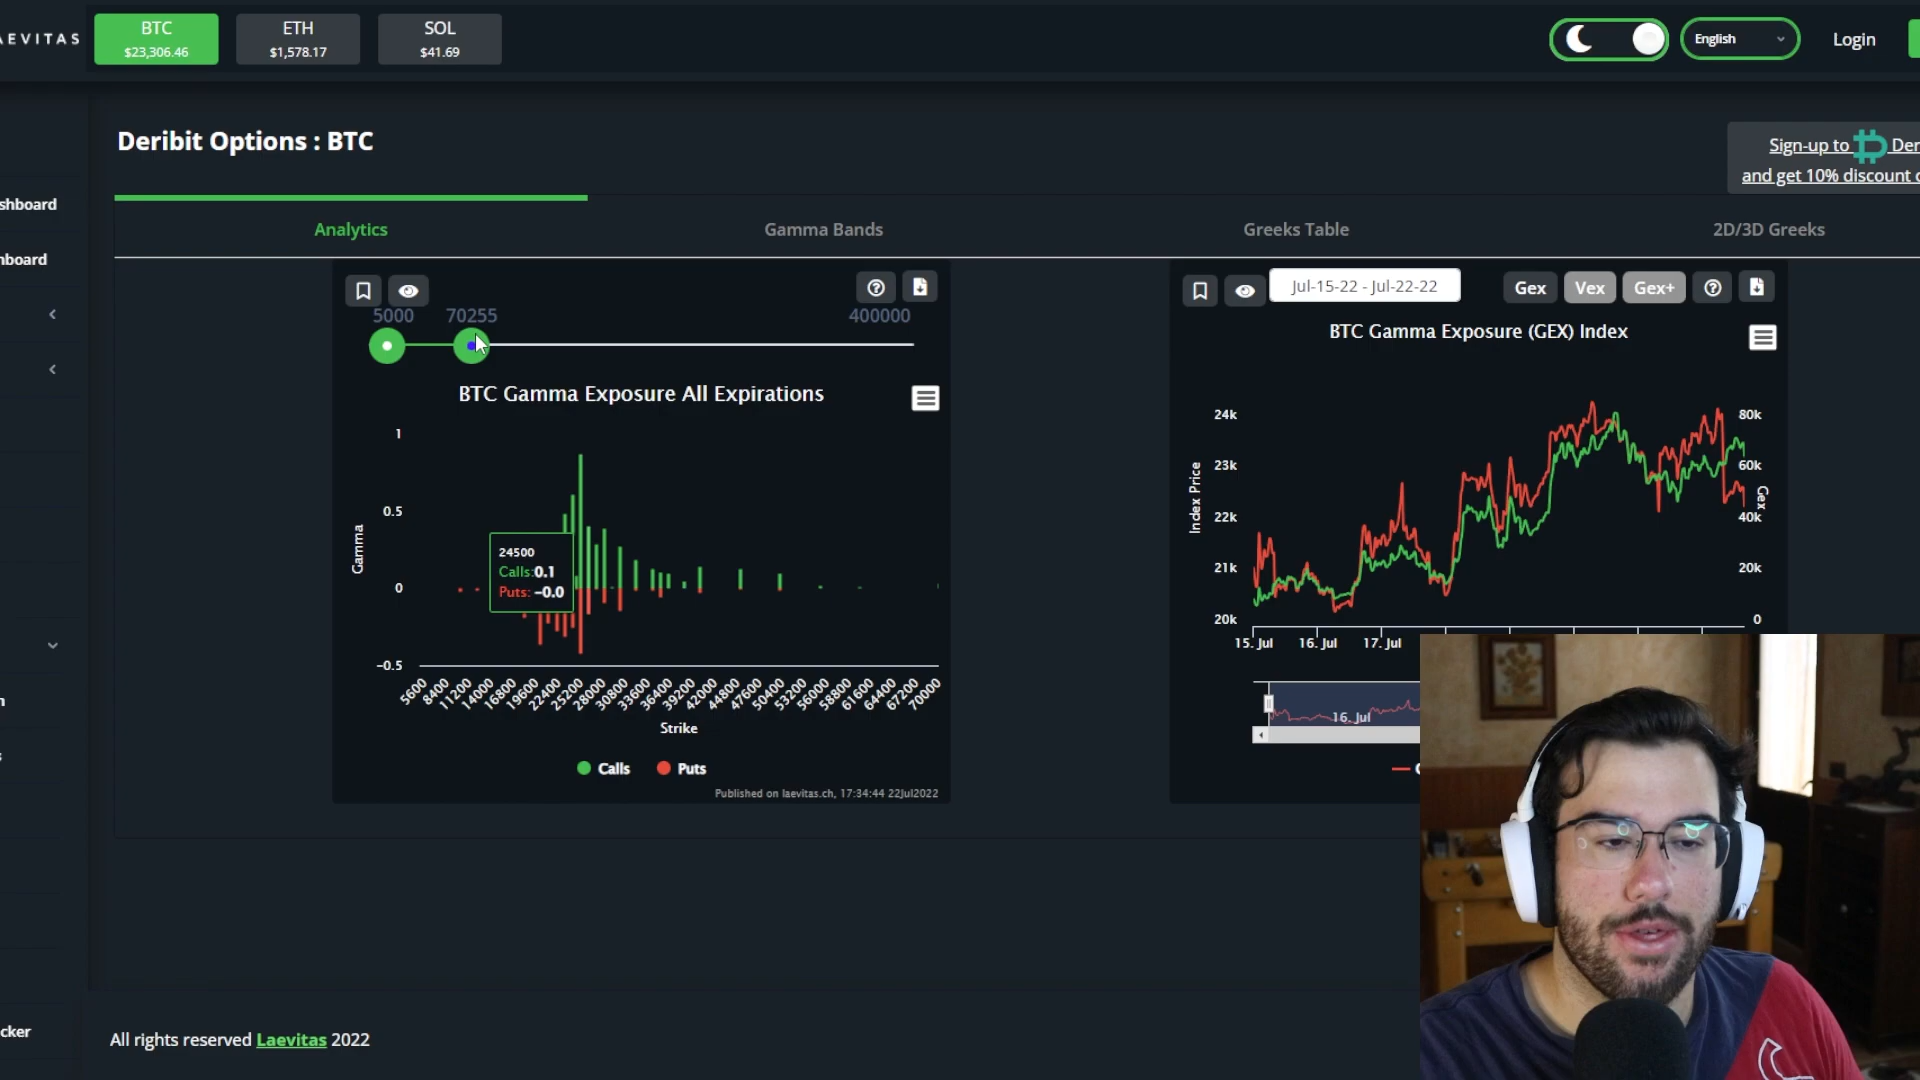 AEVITAS
BTC
$23,306.46
ETH
$1,578.17
SOL
$41.69
English
Login
Deribit Options : BTC
Sign-up to Der
and get 10% discount o
shboard
nboard
cker
Analytics
Gamma Bands
Greeks Table
2D/3D Greeks
5000
70255
400000
BTC Gamma Exposure All Expirations
Gamma
1
0.5
0
-0.5
24500
Calls:0.1
Puts: -0.0
5600
8400
11200
14000
16800
19600
22400
25200
28000
30800
33600
36400
39200
42000
44800
47600
50400
53200
56000
58800
61600
64400
67200
70000
Strike
Calls
Puts
Published on laevitas.ch, 17:34:44 22Jul2022
Jul-15-22 - Jul-22-22
Gex
Vex
Gex+
BTC Gamma Exposure (GEX) Index
Index Price
24k
23k
22k
21k
20k
80k
60k
40k
20k
0
Gex
15. Jul
16. Jul
17. Jul
16. Jul
All rights reserved Laevitas 2022